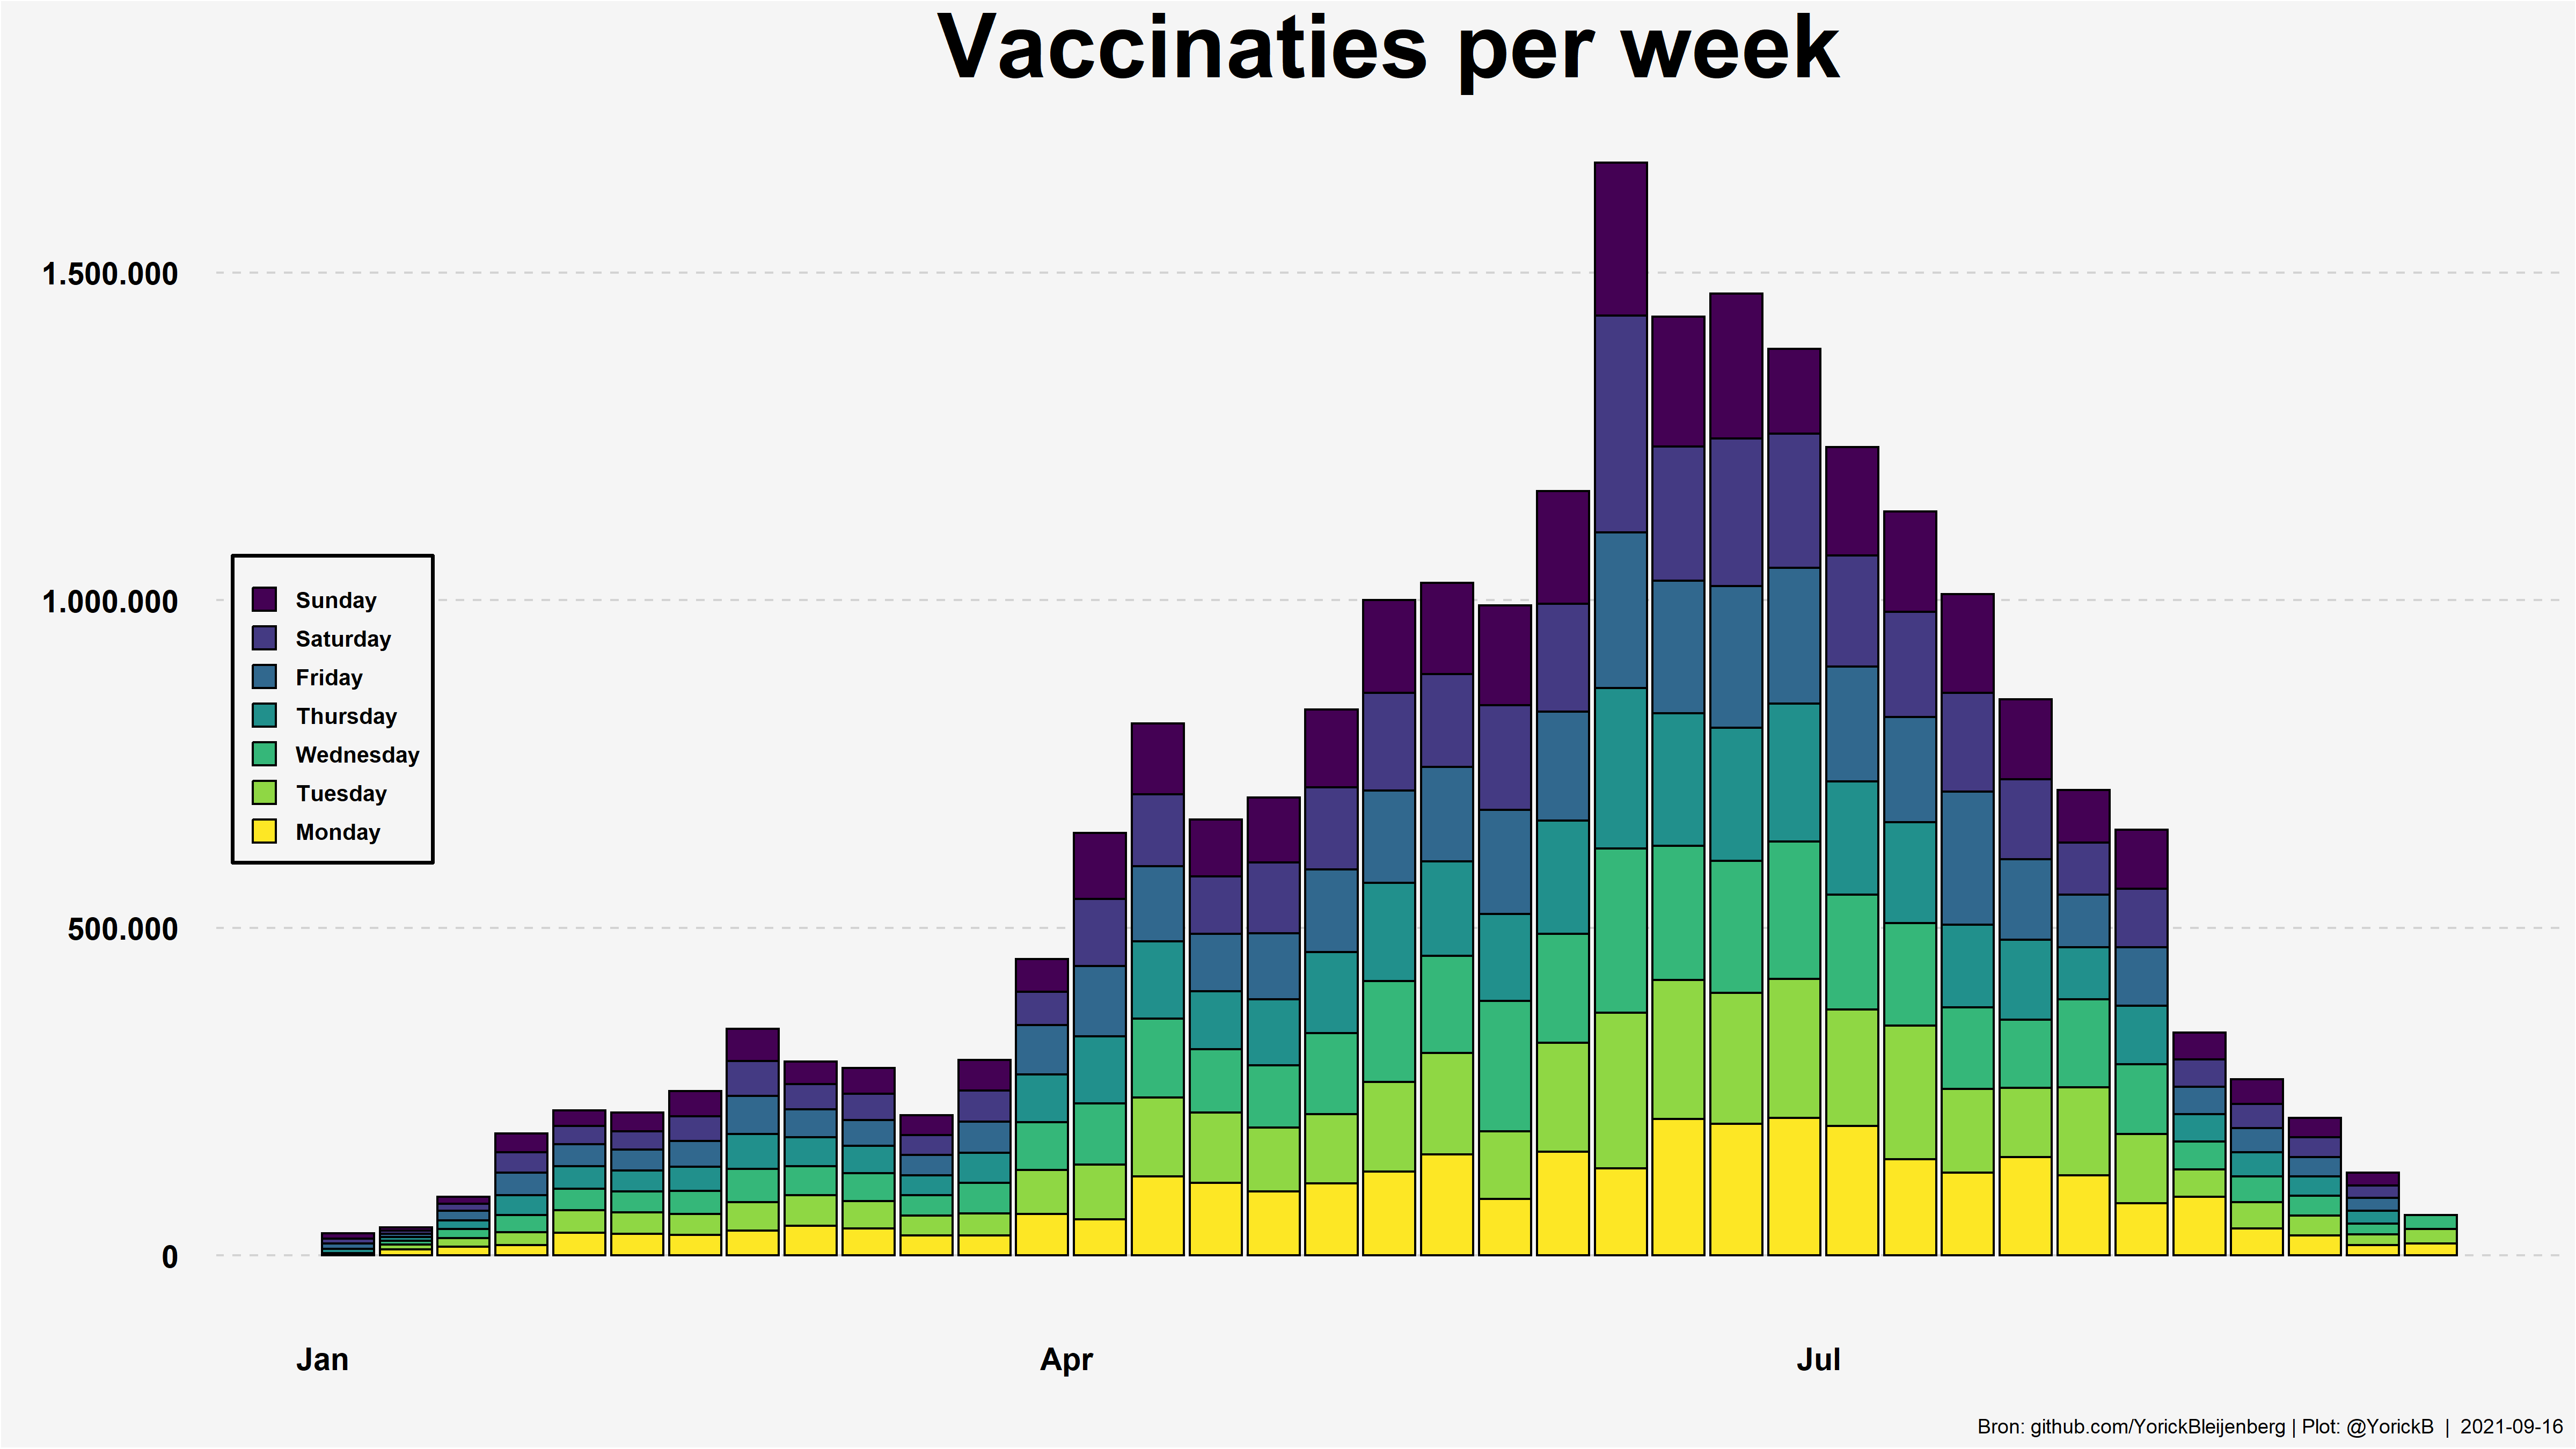 Vaccinaties per week
1.500.000
1.000.000
500.000
0
Sunday
Saturday
Friday
Thursday
Wednesday
Tuesday
Monday
Jan
Apr
Jul
Bron: github.com/YorickBleijenberg | Plot: @YorickB | 2021-09-16